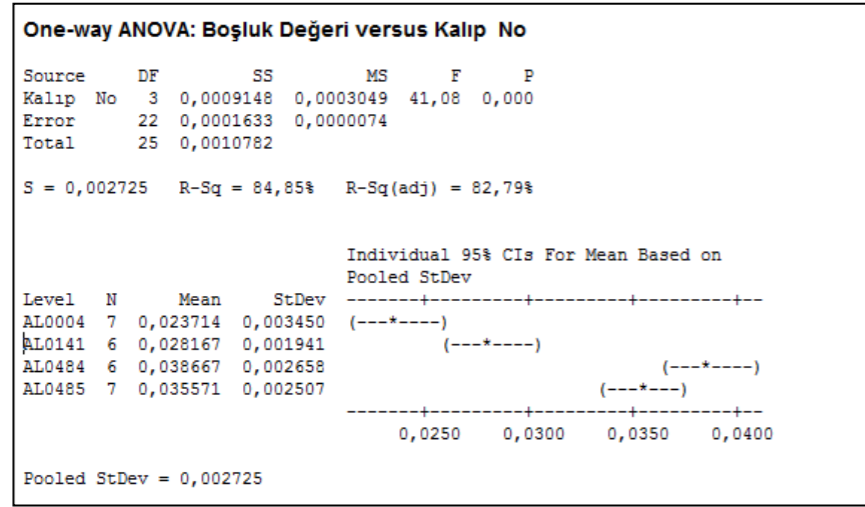 One-way ANOVA: Boşluk Değeri versus Kalıp  No
Source      DF         SS         MS      F      P
Kalıp  No   3  0,0009148  0,0003049  41,08  0,000
Error       22  0,0001633  0,0000074
Total       25  0,0010782
S = 0,002725   R-Sq = 84,85%   R-Sq(adj) = 82,79%
Individual 95% CIs For Mean Based on
Pooled StDev
Level   N      Mean     StDev  -------+---------+---------+---------+--
AL0004  7  0,023714  0,003450  (---*----)
AL0141  6  0,028167  0,001941           (---*----)
AL0484  6  0,038667  0,002658                                (---*----)
AL0485  7  0,035571  0,002507                          (---*---)
-------+---------+---------+---------+--
0,0250    0,0300    0,0350    0,0400
Pooled StDev = 0,002725